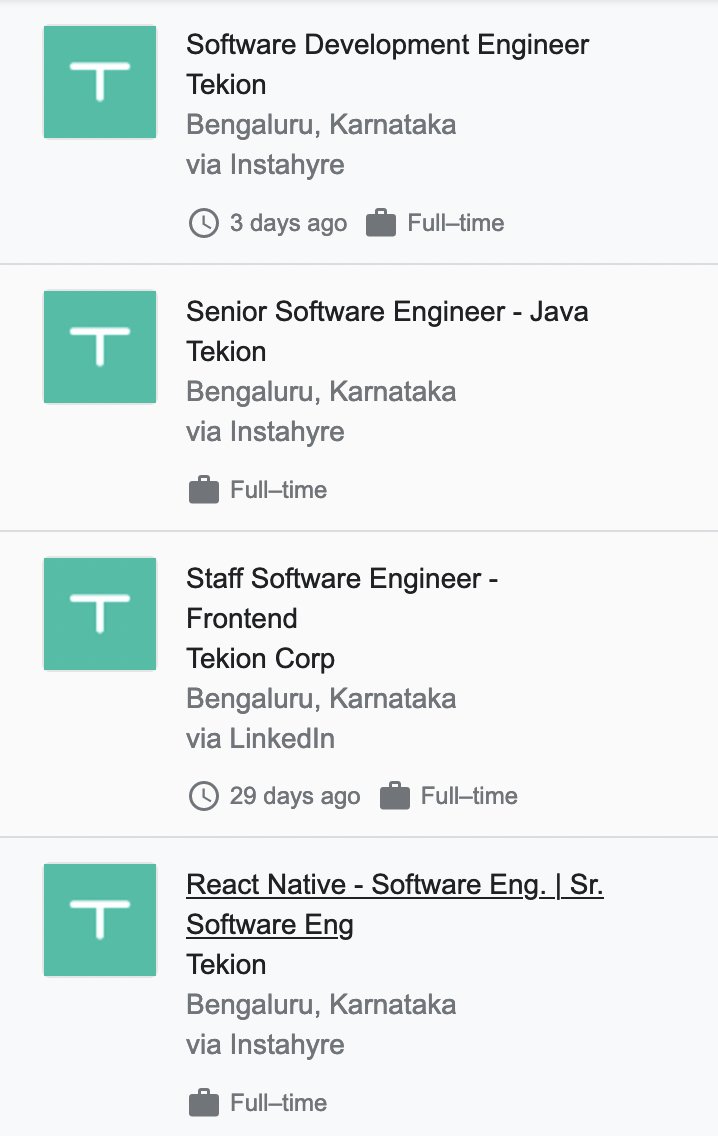 Software Development Engineer
Tekion
Bengaluru, Karnataka
via Instahyre
3 days ago Full–time
Senior Software Engineer - Java
Tekion
Bengaluru, Karnataka
via Instahyre
Full–time
Staff Software Engineer -
Frontend
Tekion Corp
Bengaluru, Karnataka
via LinkedIn
29 days ago Full–time
React Native - Software Eng. | Sr.
Software Eng
Tekion
Bengaluru, Karnataka
via Instahyre
Full–time